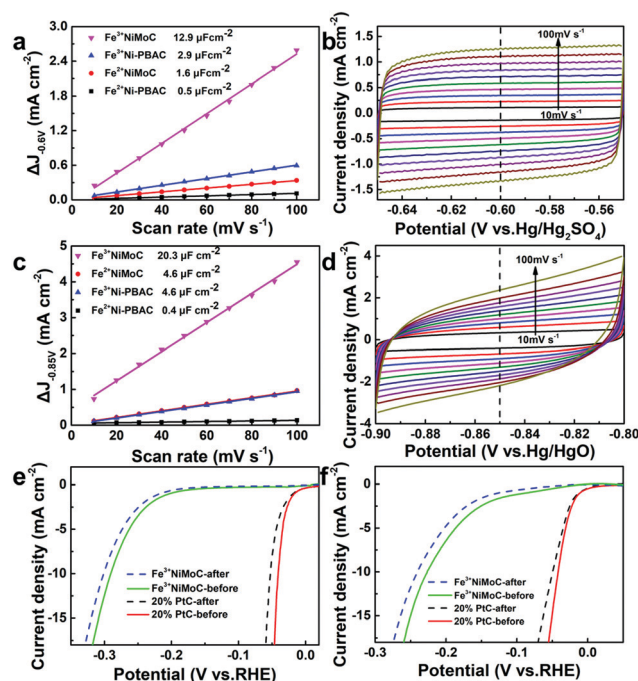 a
ΔJ-0.6V (mA cm-2)
2.6
2.4
1.8
1.2
0.6
0.0
Fe3+NiMoC 12.9 μFcm-2
Fe3+Ni-PBAC 2.9 μFcm-2
Fe2+NiMoC 1.6 μFcm-2
Fe2+Ni-PBAC 0.5 μFcm-2
0 20 40 60 80 100
Scan rate (mV s-1)
b
Current density (mA cm-2)
1.5
1.0
0.5
0.0
-0.5
-1.0
-1.5
100mV s-1
10mV s-1
-0.64 -0.62 -0.60 -0.58 -0.56
Potential (V vs.Hg/Hg2SO4)
c
ΔJ-0.85V (mA cm-2)
5
4
3
2
1
0
Fe3+NiMoC 20.3 μF cm-2
Fe2+NiMoC 4.6 μF cm-2
Fe3+Ni-PBAC 4.6 μF cm-2
Fe2+Ni-PBAC 0.4 μF cm-2
0 20 40 60 80 100
Scan rate (mV s-1)
d
Current density (mA cm-2)
4
2
0
-2
-4
100mV s-1
10mV s-1
-0.90 -0.88 -0.86 -0.84 -0.82 -0.80
Potential (V vs.Hg/HgO)
e
Current density (mA cm-2)
0
-5
-10
-15
Fe3+NiMoC-after
Fe3+NiMoC-before
20% PtC-after
20% PtC-before
-0.3 -0.2 -0.1 0.0
Potential (V vs.RHE)
f
Current density (mA cm-2)
0
-5
-10
-15
Fe3+NiMoC-after
Fe3+NiMoC-before
20% PtC-after
20% PtC-before
-0.3 -0.2 -0.1 0.0
Potential (V vs.RHE)